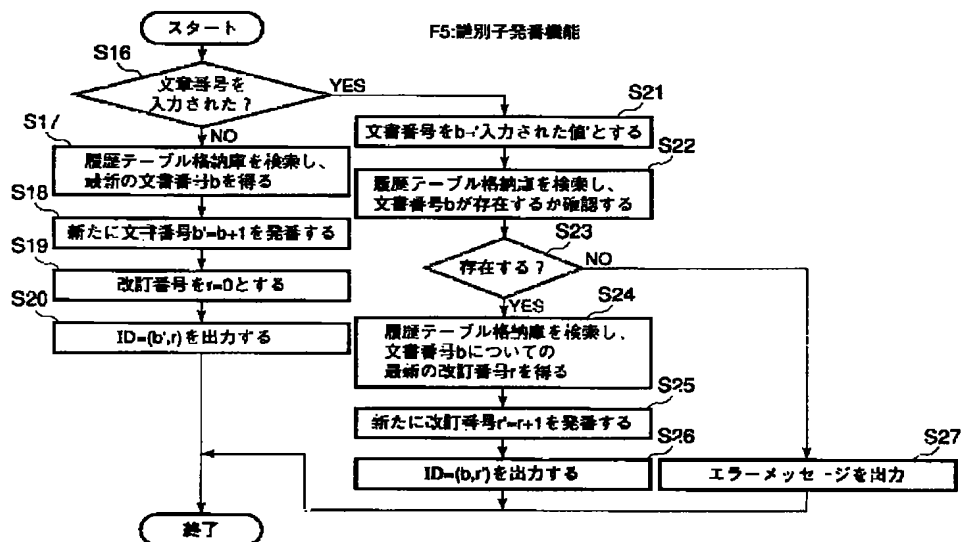 スタート
F5:識別子発番機能
S16
文章番号を
入力された?
YES
NO
S17
履歴テーブル格納庫を検索し、
最新の文書番号bを得る
S18
新たに文書番号b'=b+1を発番する
S19
改訂番号をr=0とする
S20
ID=(b',r)を出力する
S21
文書番号をb←'入力された値'とする
S22
履歴テーブル格納庫を検索し、
文書番号bが存在するか確認する
S23
存在する?
NO
YES
S24
履歴テーブル格納庫を検索し、
文書番号bについての
最新の改訂番号rを得る
S25
新たに改訂番号r'=r+1を発番する
S26
ID=(b,r')を出力する
S27
エラーメッセージを出力
終了